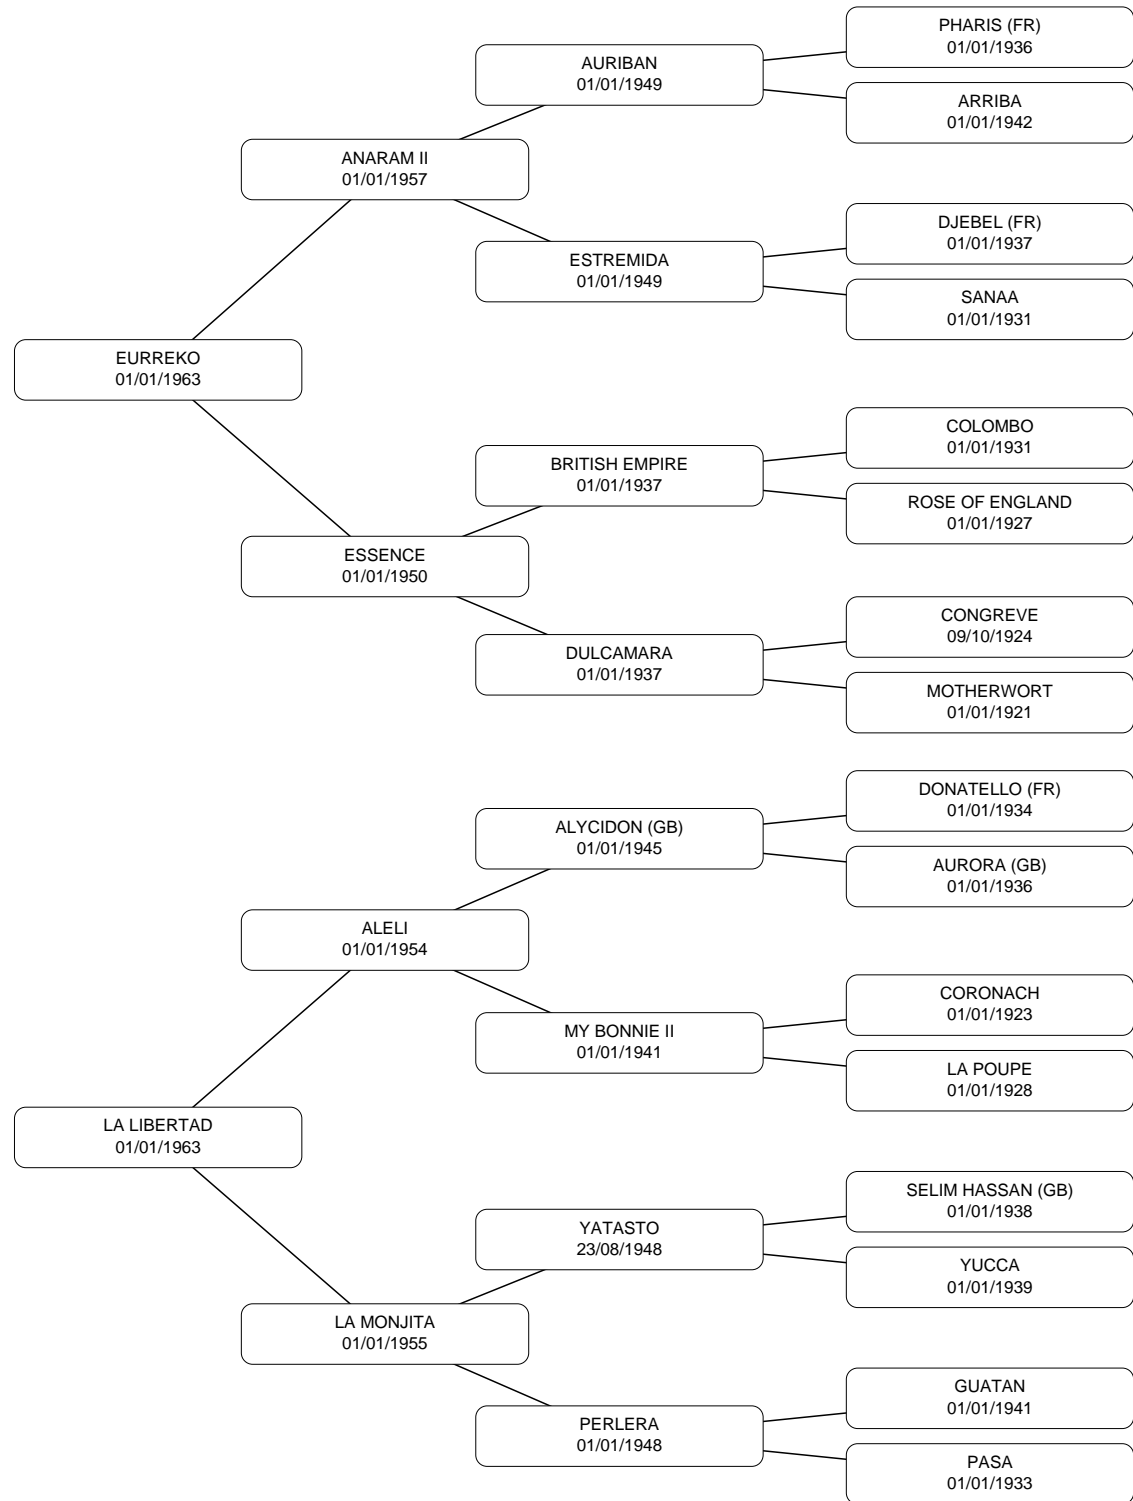 PHARIS (FR)
01/01/1936
AURIBAN
01/01/1949
ARRIBA
01/01/1942
ANARAM II
01/01/1957
DJEBEL (FR)
01/01/1937
ESTREMIDA
01/01/1949
SANAA
01/01/1931
EURREKO
01/01/1963
COLOMBO
01/01/1931
BRITISH EMPIRE
01/01/1937
ROSE OF ENGLAND
01/01/1927
ESSENCE
01/01/1950
CONGREVE
09/10/1924
DULCAMARA
01/01/1937
MOTHERWORT
01/01/1921
DONATELLO (FR)
01/01/1934
ALYCIDON (GB)
01/01/1945
AURORA (GB)
01/01/1936
ALELI
01/01/1954
CORONACH
01/01/1923
MY BONNIE II
01/01/1941
LA POUPE
01/01/1928
LA LIBERTAD
01/01/1963
SELIM HASSAN (GB)
01/01/1938
YATASTO
23/08/1948
YUCCA
01/01/1939
LA MONJITA
01/01/1955
GUATAN
01/01/1941
PERLERA
01/01/1948
PASA
01/01/1933